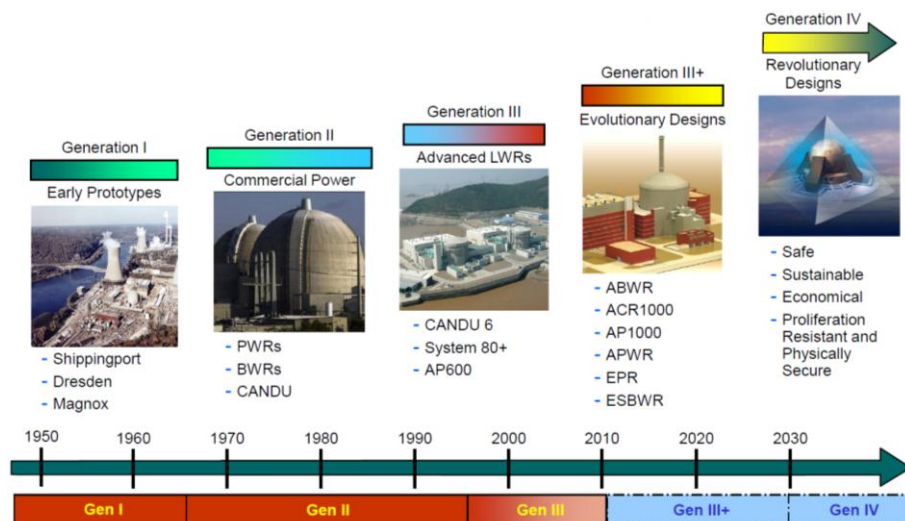 Generation I
Early Prototypes
- Shippingport
- Dresden
- Magnox
Generation II
Commercial Power
- PWRs
- BWRs
- CANDU
Generation III
Advanced LWRs
- CANDU 6
- System 80+
- AP600
Generation III+
Evolutionary Designs
- ABWR
- ACR1000
- AP1000
- APWR
- EPR
- ESBWR
Generation IV
Revolutionary
Designs
- Safe
- Sustainable
- Economical
- Proliferation
Resistant and
Physically
Secure
1950 1960 1970 1980 1990 2000 2010 2020 2030
Gen I Gen II Gen III Gen III+ Gen IV